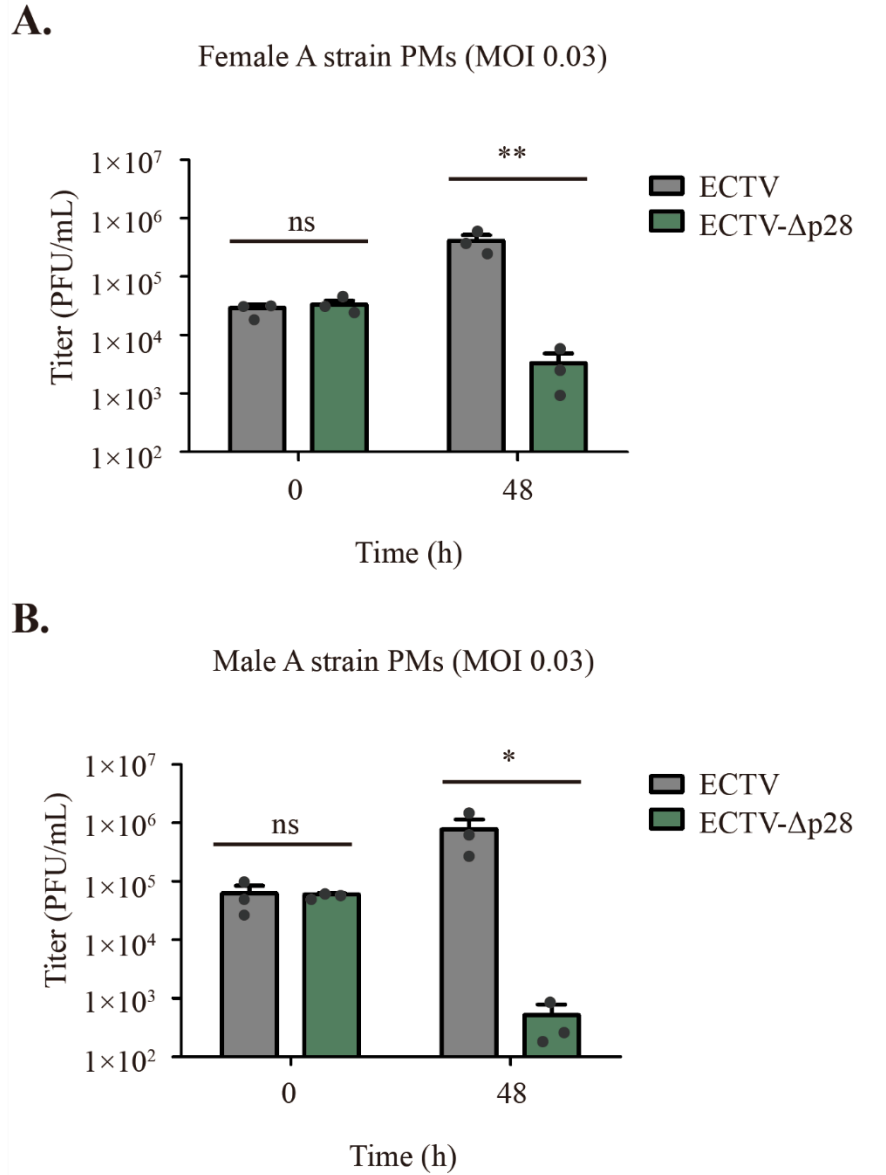 A.
Female A strain PMs (MOI 0.03)
Titer (PFU/mL)
1×10⁷
1×10⁶
1×10⁵
1×10⁴
1×10³
1×10²
ns
**
ECTV
ECTV-Δp28
0
48
Time (h)
B.
Male A strain PMs (MOI 0.03)
Titer (PFU/mL)
1×10⁷
1×10⁶
1×10⁵
1×10⁴
1×10³
1×10²
ns
*
ECTV
ECTV-Δp28
0
48
Time (h)